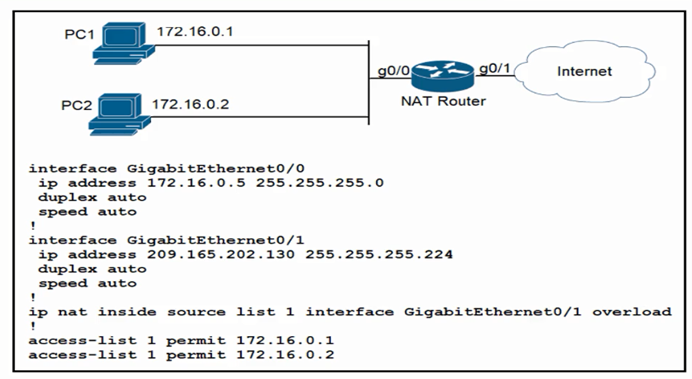 PC1 172.16.0.1
g0/0 g0/1 Internet
PC2 172.16.0.2 NAT Router
interface GigabitEthernet0/0
ip address 172.16.0.5 255.255.255.0
duplex auto
speed auto
!
interface GigabitEthernet0/1
ip address 209.165.202.130 255.255.255.224
duplex auto
speed auto
!
ip nat inside source list 1 interface GigabitEthernet0/1 overload
!
access-list 1 permit 172.16.0.1
access-list 1 permit 172.16.0.2